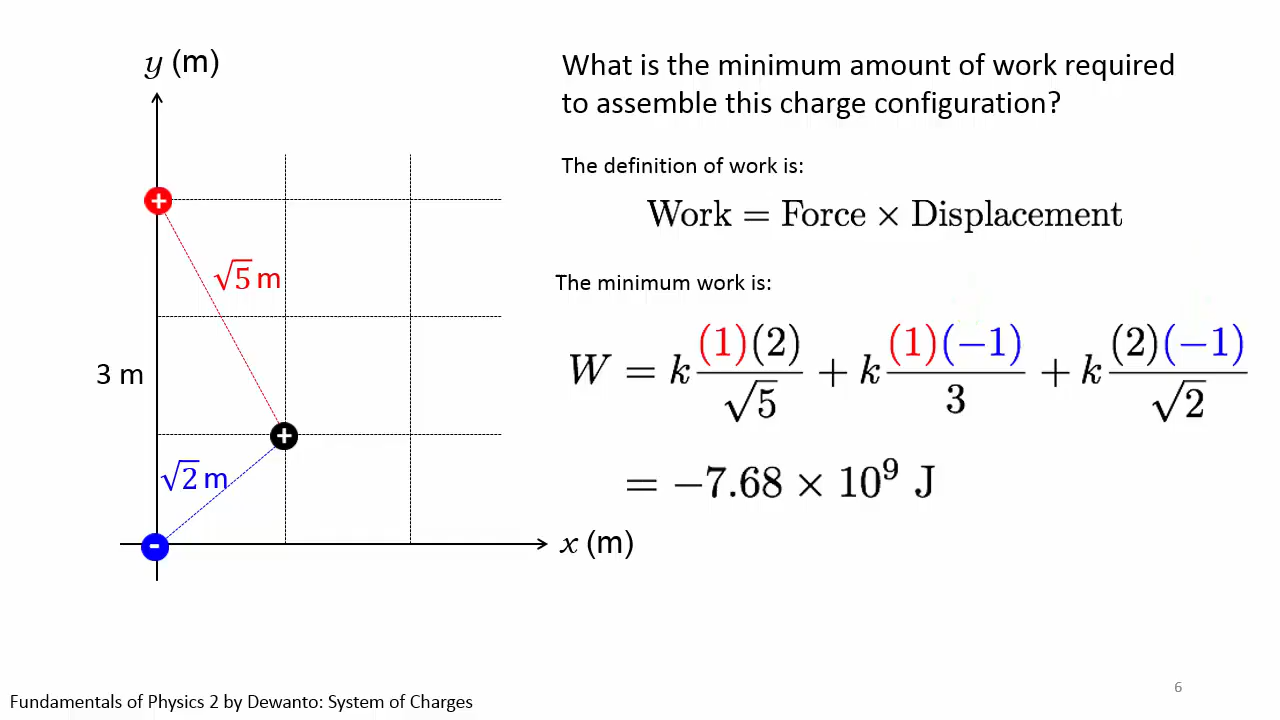 y (m)
What is the minimum amount of work required
to assemble this charge configuration?
The definition of work is:
Work = Force × Displacement
+
√5 m
The minimum work is:
W = k (1)(2)/√5 + k (1)(−1)/3 + k (2)(−1)/√2
3 m
+
√2 m
= −7.68 × 10⁹ J
-
x (m)
Fundamentals of Physics 2 by Dewanto: System of Charges
6